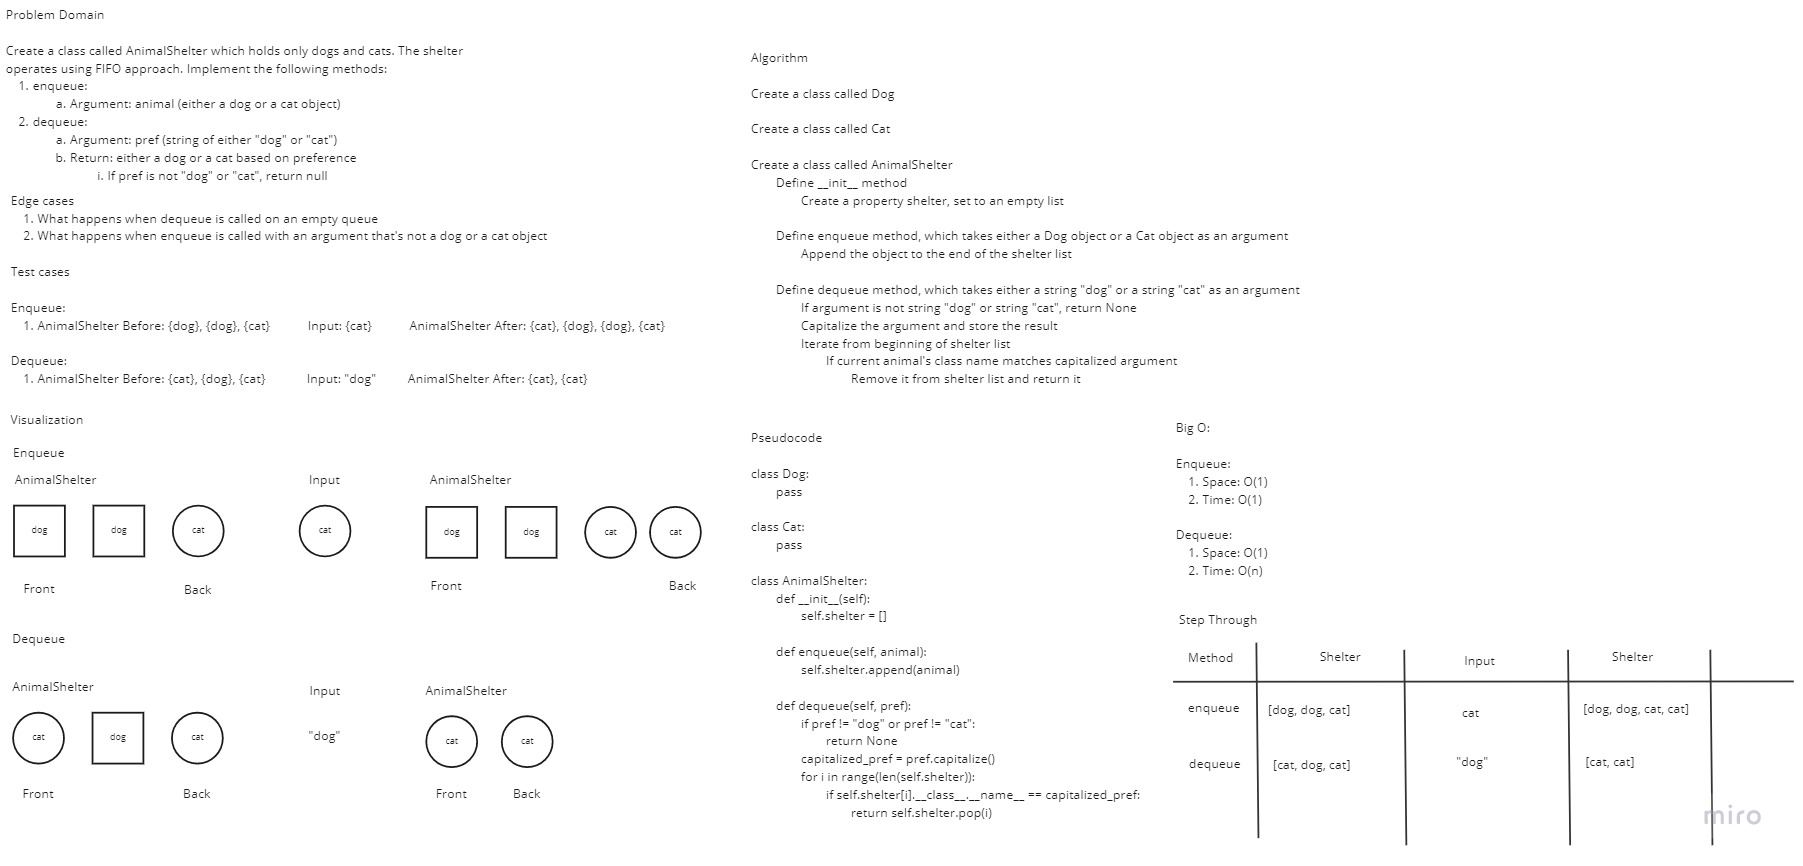 Problem Domain
Create a class called AnimalShelter which holds only dogs and cats. The shelter
operates using FIFO approach. Implement the following methods:
1. enqueue:
a. Argument: animal (either a dog or a cat object)
2. dequeue:
a. Argument: pref (string of either "dog" or "cat")
b. Return: either a dog or a cat based on preference
i. If pref is not "dog" or "cat", return null
Edge cases
1. What happens when dequeue is called on an empty queue
2. What happens when enqueue is called with an argument that's not a dog or a cat object
Test cases
Enqueue:
1. AnimalShelter Before: {dog}, {dog}, {cat} Input: {cat} AnimalShelter After: {cat}, {dog}, {dog}, {cat}
Dequeue:
1. AnimalShelter Before: {cat}, {dog}, {cat} Input: "dog" AnimalShelter After: {cat}, {cat}
Visualization
Enqueue
AnimalShelter Input AnimalShelter
dog dog cat cat dog dog cat cat
Front Back Front Back
Dequeue
AnimalShelter Input AnimalShelter
cat dog cat "dog" cat cat
Front Back Front Back
Algorithm
Create a class called Dog
Create a class called Cat
Create a class called AnimalShelter
Define __init__ method
Create a property shelter, set to an empty list
Define enqueue method, which takes either a Dog object or a Cat object as an argument
Append the object to the end of the shelter list
Define dequeue method, which takes either a string "dog" or a string "cat" as an argument
If argument is not string "dog" or string "cat", return None
Capitalize the argument and store the result
Iterate from beginning of shelter list
If current animal's class name matches capitalized argument
Remove it from shelter list and return it
Pseudocode
class Dog:
pass
class Cat:
pass
class AnimalShelter:
def __init__(self):
self.shelter = []
def enqueue(self, animal):
self.shelter.append(animal)
def dequeue(self, pref):
if pref != "dog" or pref != "cat":
return None
capitalized_pref = pref.capitalize()
for i in range(len(self.shelter)):
if self.shelter[i].__class__.__name__ == capitalized_pref:
return self.shelter.pop(i)
Big O:
Enqueue:
1. Space: O(1)
2. Time: O(1)
Dequeue:
1. Space: O(1)
2. Time: O(n)
Step Through
Method Shelter Input Shelter
enqueue [dog, dog, cat] cat [dog, dog, cat, cat]
dequeue [cat, dog, cat] "dog" [cat, cat]
miro